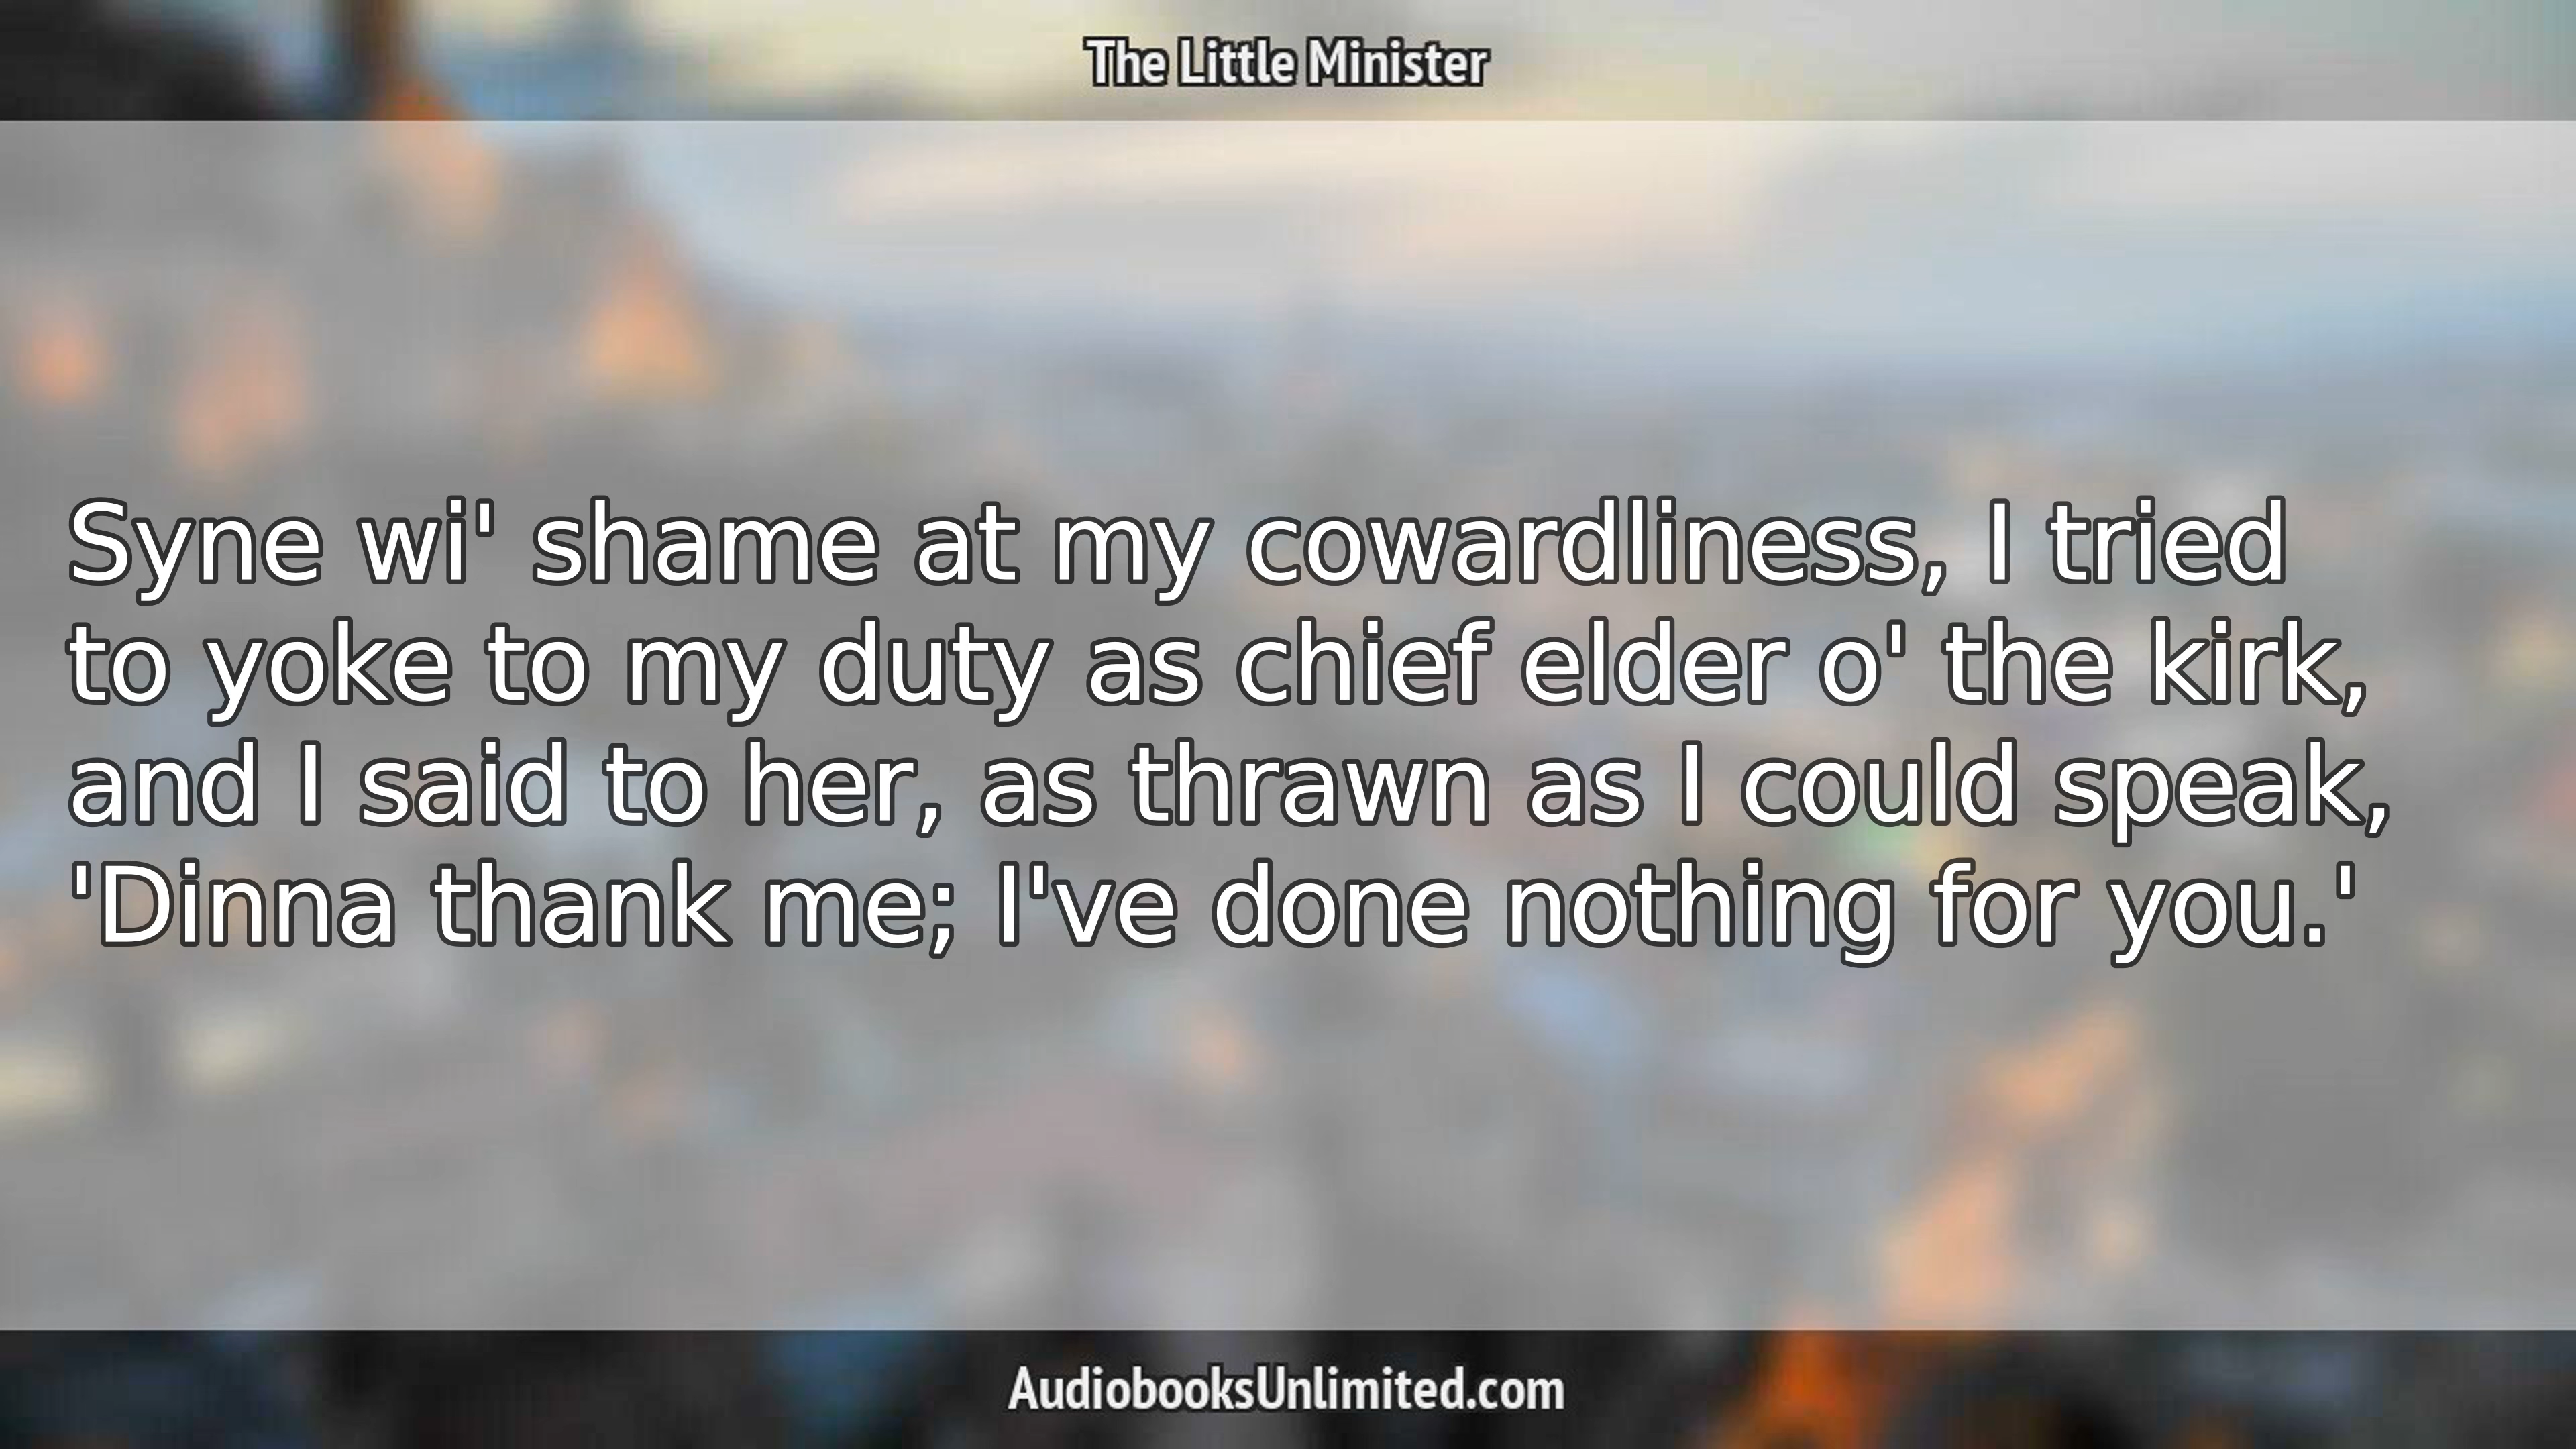 The Little Minister
Syne wi' shame at my cowardliness, I tried
to yoke to my duty as chief elder o' the kirk,
and I said to her, as thrawn as I could speak,
'Dinna thank me; I've done nothing for you.'
AudiobooksUnlimited.com